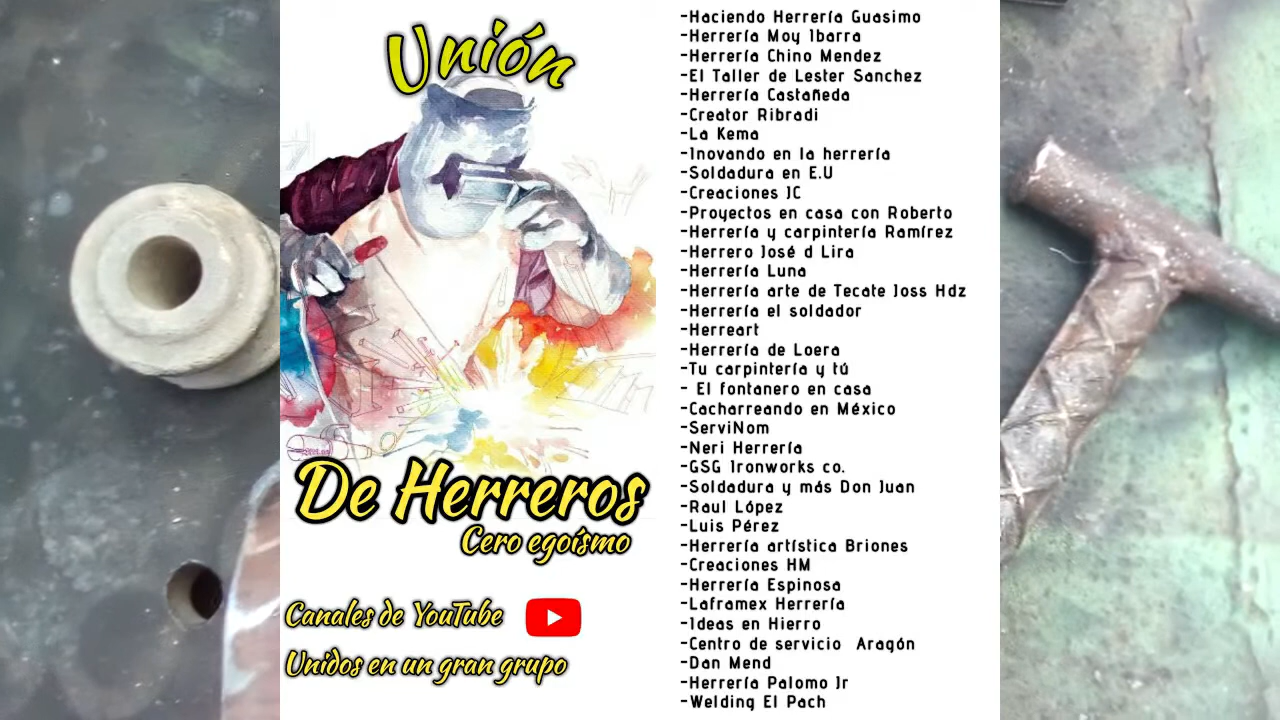 Unión
De Herreros
Cero egoísmo
Canales de YouTube
Unidos en un gran grupo
-Haciendo Herrería Guasimo
-Herrería Moy Ibarra
-Herrería Chino Mendez
-El Taller de Lester Sanchez
-Herrería Castañeda
-Creator Ribradi
-La Kema
-Inovando en la herrería
-Soldadura en E.U
-Creaciones JC
-Proyectos en casa con Roberto
-Herrería y carpintería Ramírez
-Herrero José d Lira
-Herrería Luna
-Herrería arte de Tecate Joss Hdz
-Herrería el soldador
-Herreart
-Herrería de Loera
-Tu carpintería y tú
- El fontanero en casa
-Cacharreando en México
-ServiNom
-Neri Herrería
-GSG Ironworks co.
-Soldadura y más Don Juan
-Raul López
-Luis Pérez
-Herrería artística Briones
-Creaciones HM
-Herrería Espinosa
-Laframex Herrería
-Ideas en Hierro
-Centro de servicio  Aragón
-Dan Mend
-Herrería Palomo Jr
-Welding El Pach